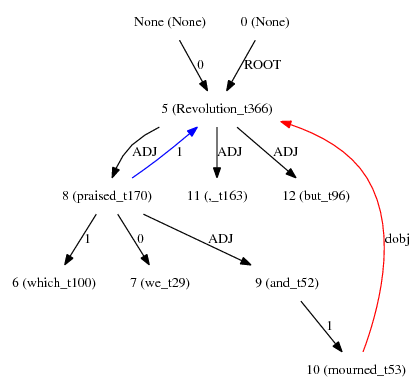 None (None) 0 (None)
0 ROOT
5 (Revolution_t366)
ADJ 1 ADJ ADJ
8 (praised_t170) 11 (,_t163) 12 (but_t96)
1 0 ADJ dobj
6 (which_t100) 7 (we_t29) 9 (and_t52)
1
10 (mourned_t53)